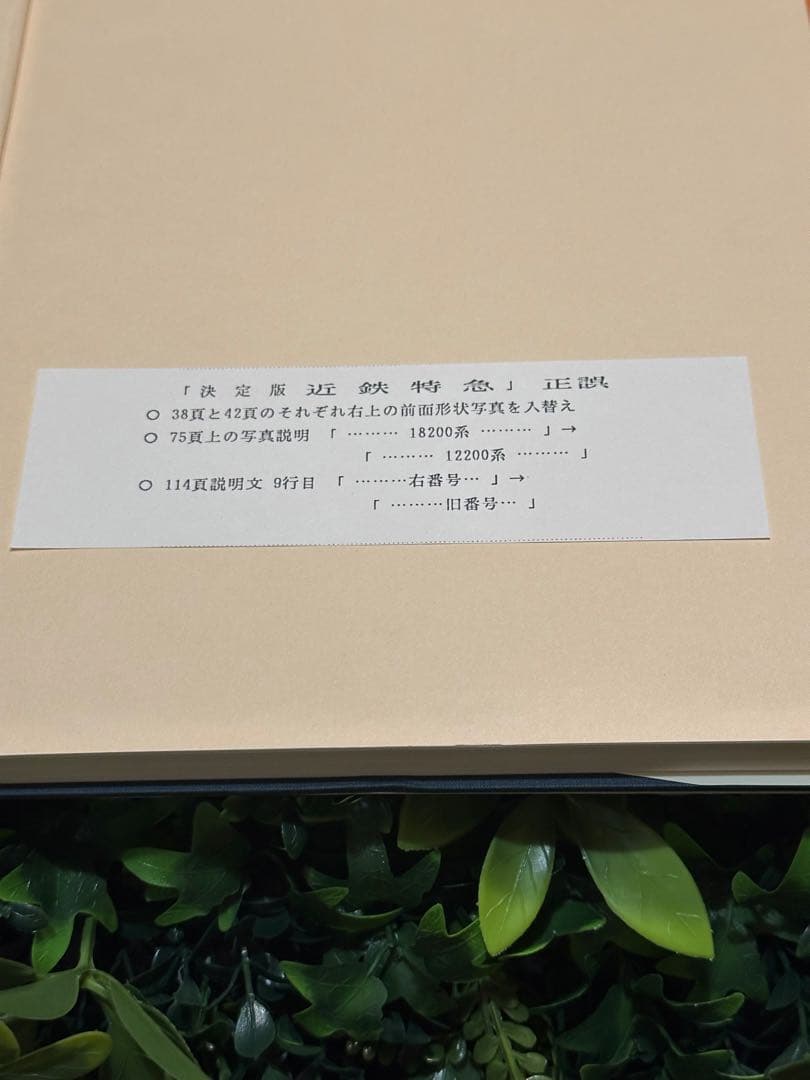 「決定版 近鉄特急」 正誤
○ 38頁と42頁のそれぞれ右上の前面形状写真を入替え
○ 75頁上の写真説明 「 ……… 18200系 ……… 」→
「 ……… 12200系 ……… 」
○ 114頁説明文 9行目 「 ………右番号… 」→
「 ………旧番号… 」